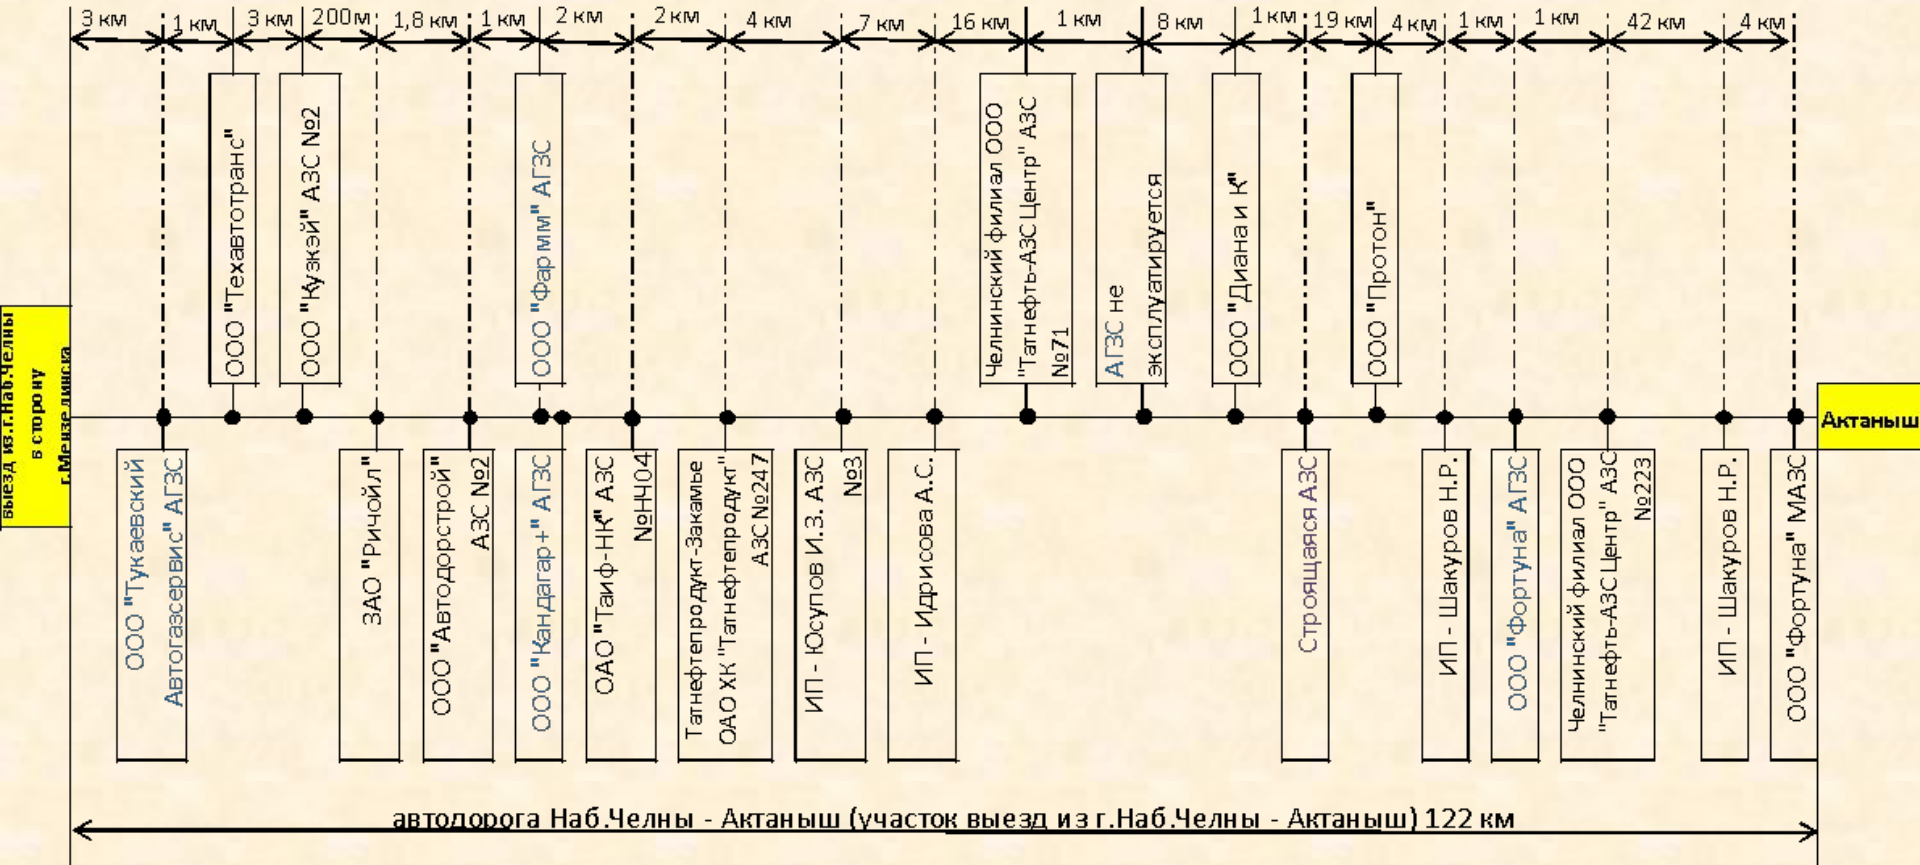 3 км
1 км
3 км
200м
1,8 км
1 км
2 км
2 км
4 км
7 км
16 км
1 км
8 км
1 км
19 км
4 км
1 км
1 км
42 км
4 км
выезд из г.Наб.Челны
в сторону
г.Мензелинска
ООО "Техавтотранс"
ООО "Кузкэй" АЗС №2
ООО "Фармм" АГЗС
Челнинский филиал ООО
"Татнефть-АЗС Центр" АЗС
№71
АГЗС не
эксплуатируется
ООО "Диана и К"
ООО "Протон"
Актаныш
ООО "Тукаевский
Автогазсервис" АГЗС
ЗАО "Ричойл"
ООО "Автодорстрой"
АЗС №2
ООО "Кандагар+" АГЗС
ОАО "Таиф-НК" АЗС
№НЧ04
Татнефтепродукт-Закамье
ОАО ХК "Татнефтепродукт"
АЗС №247
ИП - Юсупов И.З. АЗС
№3
ИП - Идрисова А.С.
Строящаяся АЗС
ИП - Шакуров Н.Р.
ООО "Фортуна" АГЗС
Челнинский филиал ООО
"Татнефть-АЗС Центр" АЗС
№223
ИП - Шакуров Н.Р.
ООО "Фортуна" МАЗС
автодорога Наб.Челны - Актаныш (участок выезд из г.Наб.Челны - Актаныш) 122 км